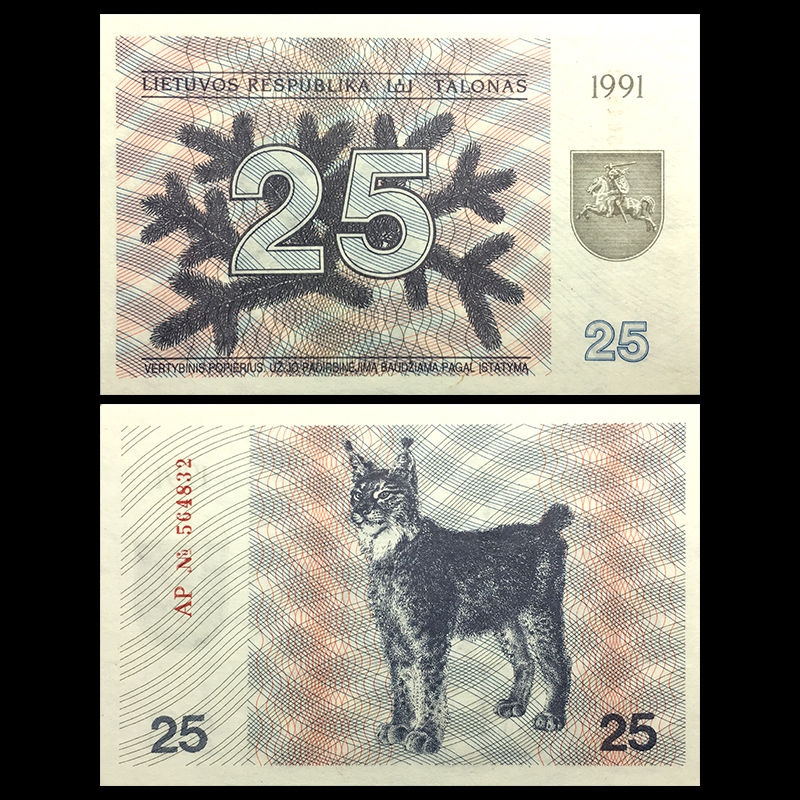 LIETUVOS RESPUBLIKA TALONAS
1991
25
25
VERTYBINIS POPIERIUS. UŽ JO PADIRBINĖJIMĄ BAUDŽIAMA PAGAL ĮSTATYMĄ
AP № 564832
25
25